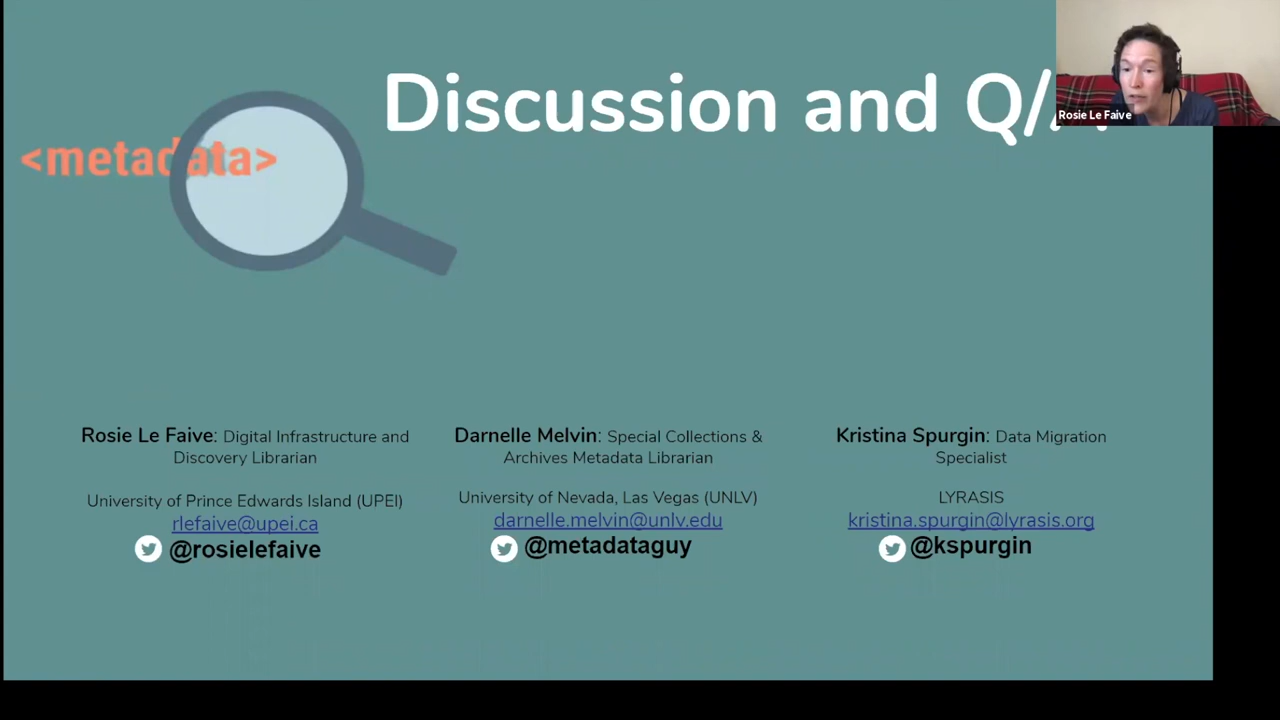 Discussion and Q/
Rosie Le Faive
<metadata>
Rosie Le Faive: Digital Infrastructure and
Discovery Librarian
University of Prince Edwards Island (UPEI)
rlefaive@upei.ca
@rosielefaive
Darnelle Melvin: Special Collections &
Archives Metadata Librarian
University of Nevada, Las Vegas (UNLV)
darnelle.melvin@unlv.edu
@metadataguy
Kristina Spurgin: Data Migration
Specialist
LYRASIS
kristina.spurgin@lyrasis.org
@kspurgin